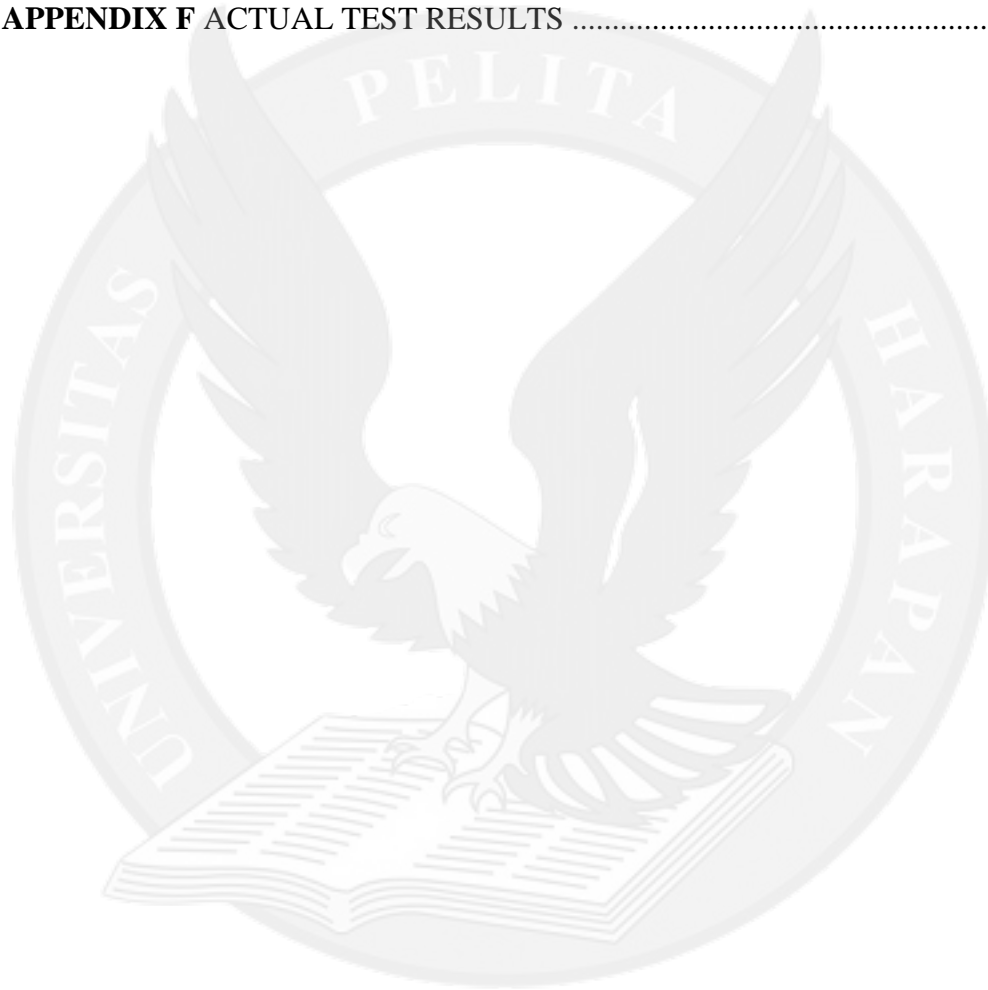 APPENDIX F ACTUAL TEST RESULTS ....................................................
PELITA
UNIVERSITAS
HARAPAN